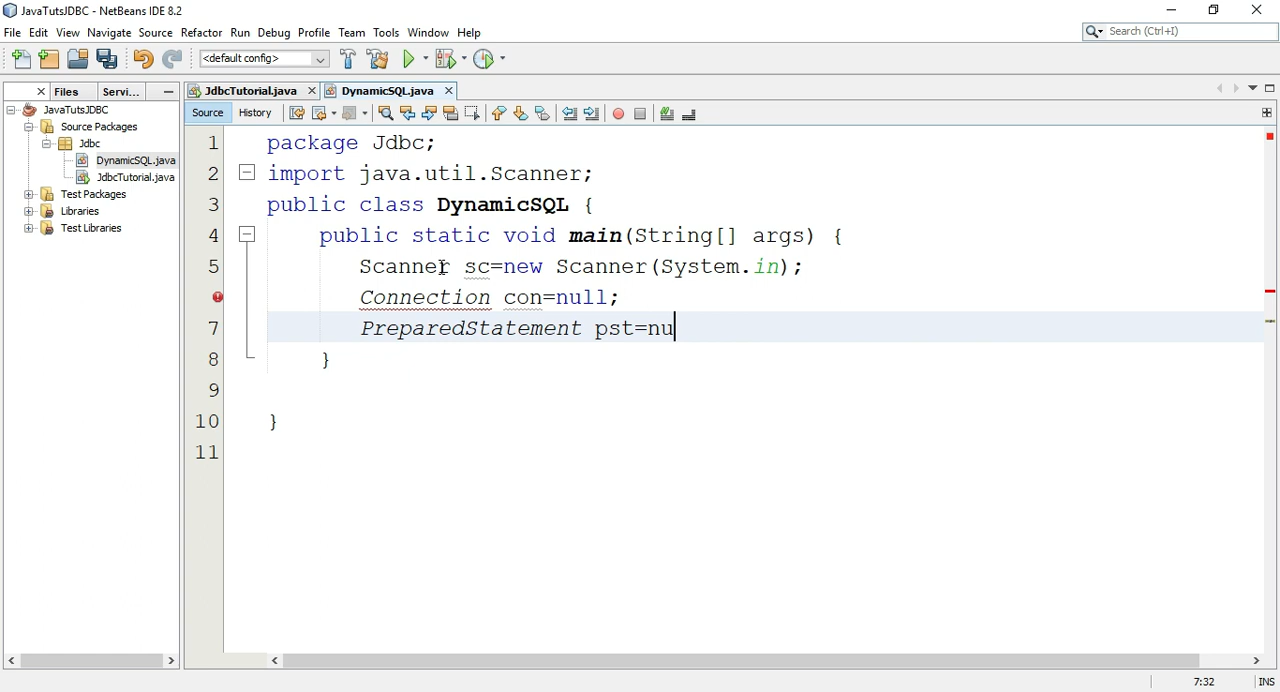 JavaTutsJDBC - NetBeans IDE 8.2
File Edit View Navigate Source Refactor Run Debug Profile Team Tools Window Help
Search (Ctrl+I)
<default config>
Files Servi...
JdbcTutorial.java DynamicSQL.java
JavaTutsJDBC
Source Packages
Jdbc
DynamicSQL.java
JdbcTutorial.java
Test Packages
Libraries
Test Libraries
Source History
1 package Jdbc;
2 import java.util.Scanner;
3 public class DynamicSQL {
4 public static void main(String[] args) {
5 Scanner sc=new Scanner(System.in);
Connection con=null;
7 PreparedStatement pst=nu
8 }
9
10 }
11
7:32 INS